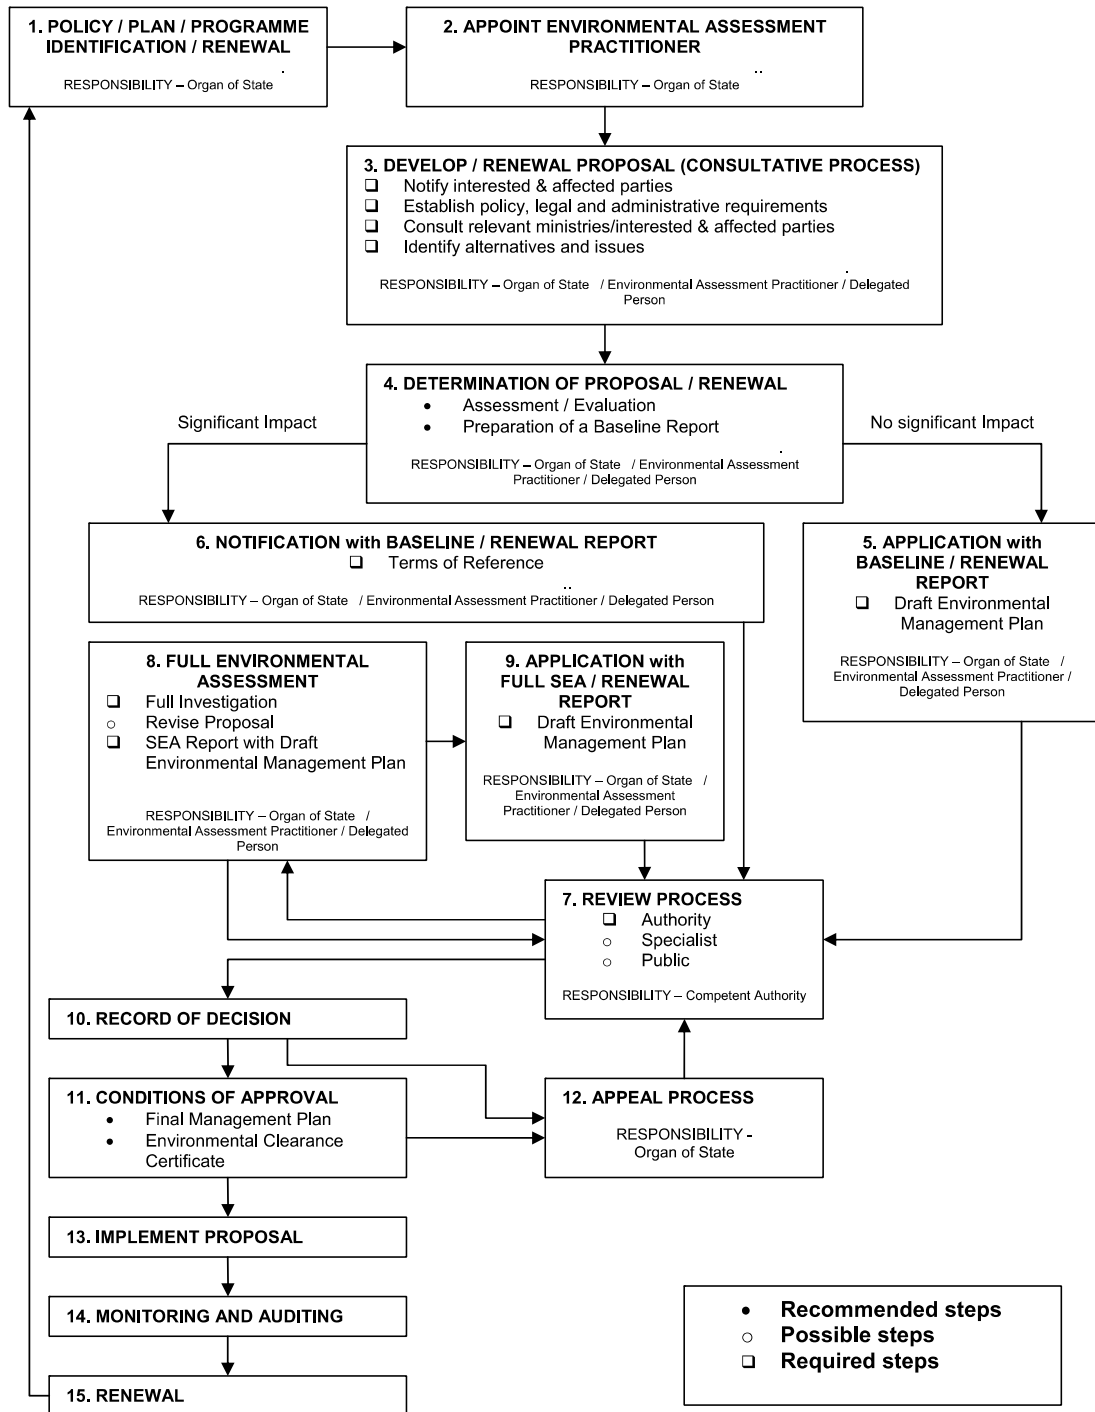 1. POLICY / PLAN / PROGRAMME
IDENTIFICATION / RENEWAL
RESPONSIBILITY – Organ of State
2. APPOINT ENVIRONMENTAL ASSESSMENT
PRACTITIONER
RESPONSIBILITY – Organ of State
3. DEVELOP / RENEWAL PROPOSAL (CONSULTATIVE PROCESS)
❑ Notify interested & affected parties
❑ Establish policy, legal and administrative requirements
❑ Consult relevant ministries/interested & affected parties
❑ Identify alternatives and issues
RESPONSIBILITY – Organ of State / Environmental Assessment Practitioner / Delegated
Person
4. DETERMINATION OF PROPOSAL / RENEWAL
• Assessment / Evaluation
• Preparation of a Baseline Report
RESPONSIBILITY – Organ of State / Environmental Assessment
Practitioner / Delegated Person
Significant Impact
No significant Impact
6. NOTIFICATION with BASELINE / RENEWAL REPORT
❑ Terms of Reference
RESPONSIBILITY – Organ of State / Environmental Assessment Practitioner / Delegated Person
5. APPLICATION with
BASELINE / RENEWAL
REPORT
❑ Draft Environmental
Management Plan
RESPONSIBILITY – Organ of State /
Environmental Assessment Practitioner /
Delegated Person
8. FULL ENVIRONMENTAL
ASSESSMENT
❑ Full Investigation
○ Revise Proposal
❑ SEA Report with Draft
Environmental Management Plan
RESPONSIBILITY – Organ of State /
Environmental Assessment Practitioner / Delegated
Person
9. APPLICATION with
FULL SEA / RENEWAL
REPORT
❑ Draft Environmental
Management Plan
RESPONSIBILITY – Organ of State /
Environmental Assessment
Practitioner / Delegated Person
7. REVIEW PROCESS
❑ Authority
○ Specialist
○ Public
RESPONSIBILITY – Competent Authority
10. RECORD OF DECISION
11. CONDITIONS OF APPROVAL
• Final Management Plan
• Environmental Clearance
Certificate
12. APPEAL PROCESS
RESPONSIBILITY -
Organ of State
13. IMPLEMENT PROPOSAL
14. MONITORING AND AUDITING
15. RENEWAL
• Recommended steps
○ Possible steps
❑ Required steps